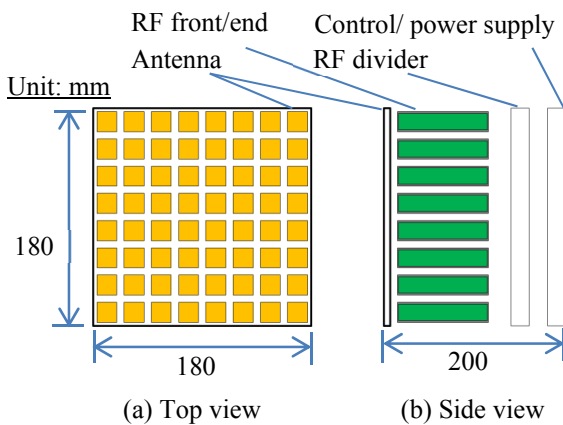 RF front/end
Control/ power supply
Antenna
RF divider
Unit: mm
180
180
200
(a) Top view
(b) Side view